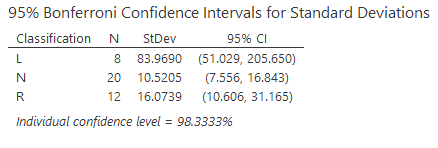 95% Bonferroni Confidence Intervals for Standard Deviations
Classification N StDev 95% CI
L 8 83.9690 (51.029, 205.650)
N 20 10.5205 (7.556, 16.843)
R 12 16.0739 (10.606, 31.165)
Individual confidence level = 98.3333%